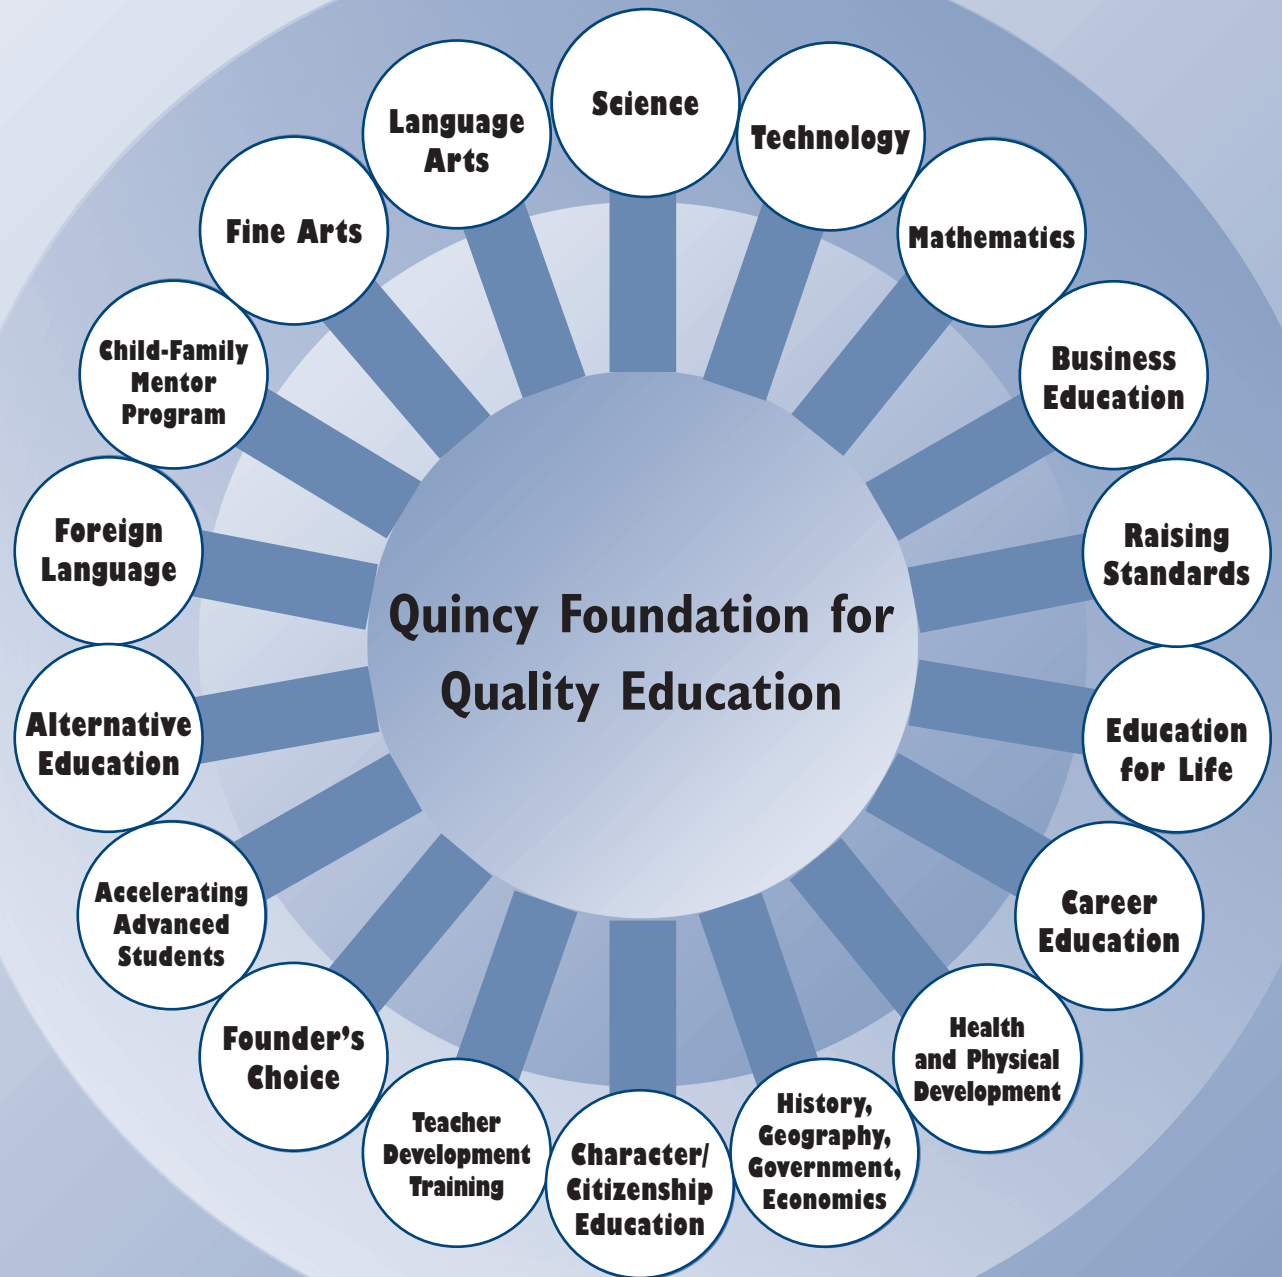 Science
Technology
Mathematics
Business
Education
Raising
Standards
Education
for Life
Career
Education
Health
and Physical
Development
History,
Geography,
Government,
Economics
Character/
Citizenship
Education
Teacher
Development
Training
Founder's
Choice
Accelerating
Advanced
Students
Alternative
Education
Foreign
Language
Child-Family
Mentor
Program
Fine Arts
Language
Arts
Quincy Foundation for
Quality Education